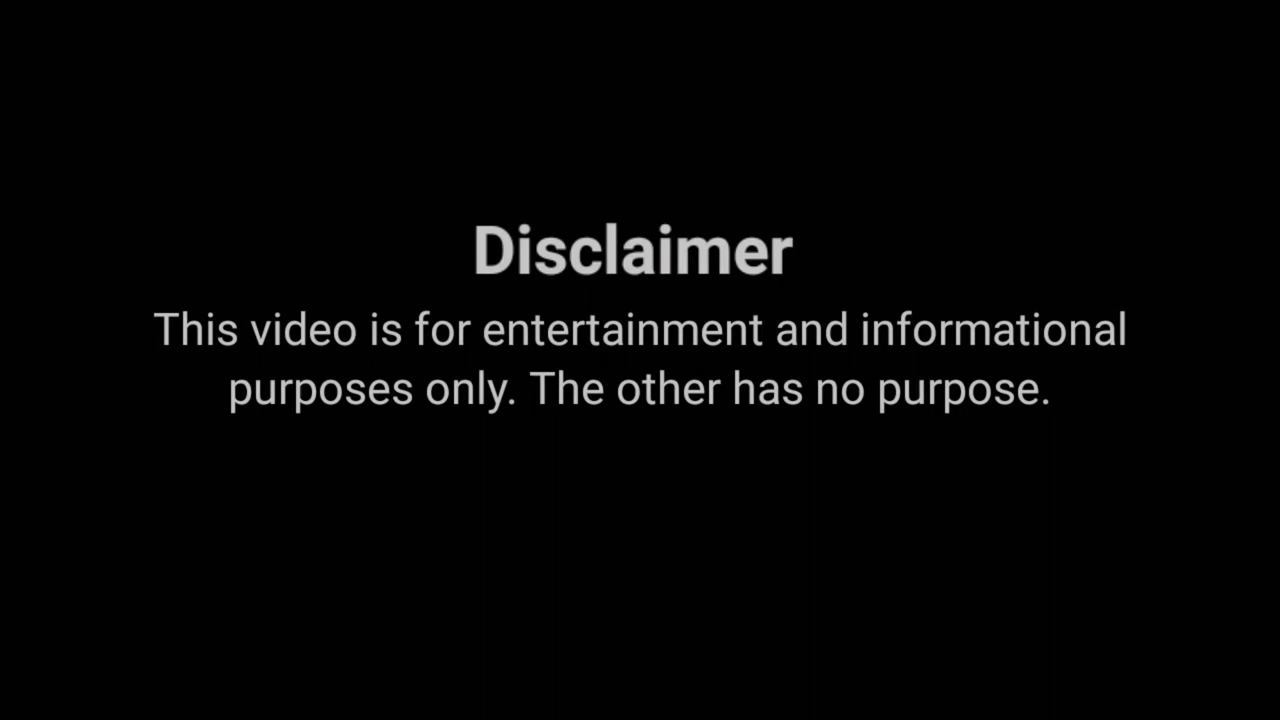 Disclaimer
This video is for entertainment and informational
purposes only. The other has no purpose.